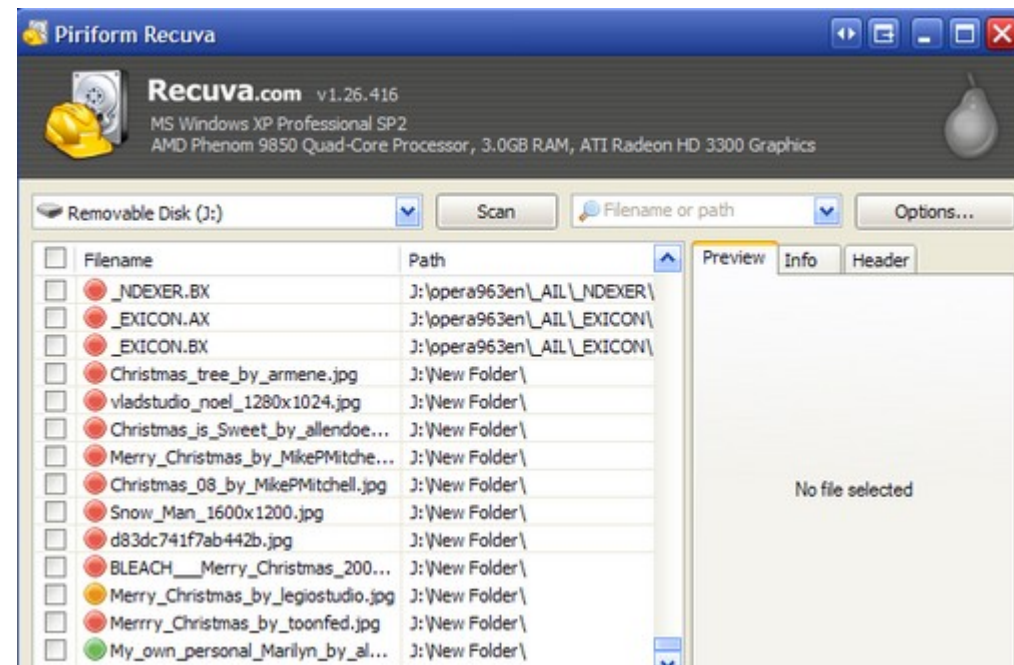 Piriform Recuva
Recuva.com v1.26.416
MS Windows XP Professional SP2
AMD Phenom 9850 Quad-Core Processor, 3.0GB RAM, ATI Radeon HD 3300 Graphics
Removable Disk (J:) Scan Filename or path Options...
Filename Path Preview Info Header
_NDEXER.BX J:\opera963en\_AIL\_NDEXER\
_EXICON.AX J:\opera963en\_AIL\_EXICON\
_EXICON.BX J:\opera963en\_AIL\_EXICON\
Christmas_tree_by_armene.jpg J:\New Folder\
vladstudio_noel_1280x1024.jpg J:\New Folder\
Christmas_is_Sweet_by_allendoe... J:\New Folder\
Merry_Christmas_by_MikePMitche... J:\New Folder\
Christmas_08_by_MikePMitchell.jpg J:\New Folder\ No file selected
Snow_Man_1600x1200.jpg J:\New Folder\
d83dc741f7ab442b.jpg J:\New Folder\
BLEACH___Merry_Christmas_200... J:\New Folder\
Merry_Christmas_by_legiostudio.jpg J:\New Folder\
Merrry_Christmas_by_toonfed.jpg J:\New Folder\
My_own_personal_Marilyn_by_al... J:\New Folder\